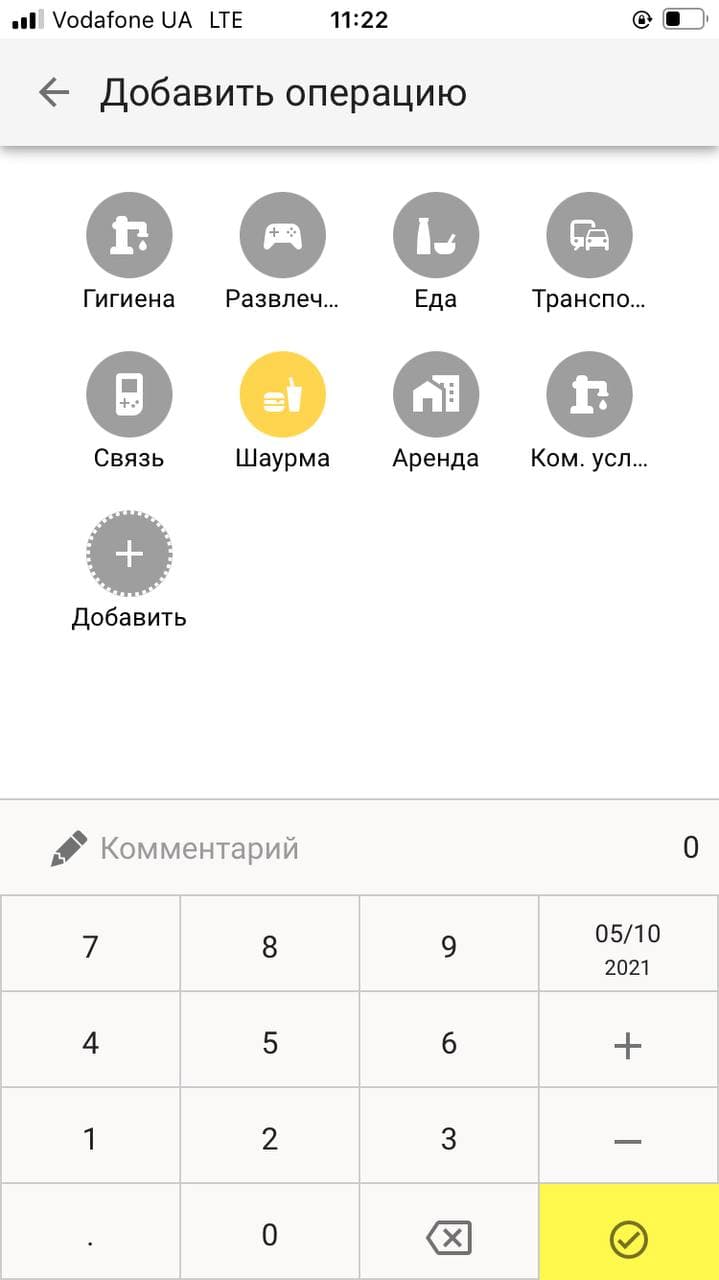 Vodafone UA LTE 11:22
Добавить операцию
Гигиена Развлеч... Еда Транспо...
Связь Шаурма Аренда Ком. усл...
Добавить
Комментарий 0
7 8 9 05/10
2021
4 5 6 +
1 2 3 —
. 0